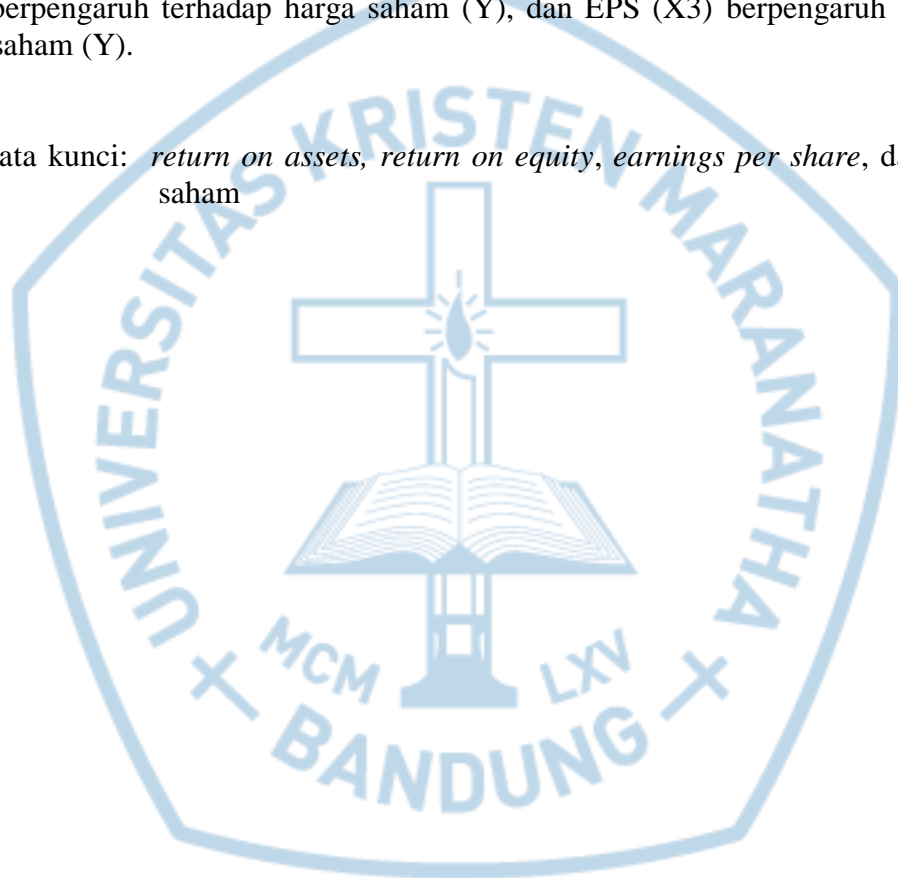 berpengaruh terhadap harga saham (Y), dan EPS (X3) berpengaruh
saham (Y).
ata kunci: return on assets, return on equity, earnings per share, da
saham
UNIVERSITAS KRISTEN MARANATHA
MCM LXV
BANDUNG